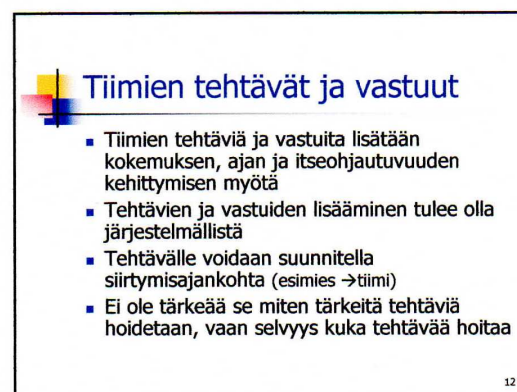 Tiimien tehtävät ja vastuut
Tiimien tehtäviä ja vastuita lisätään
kokemuksen, ajan ja itseohjautuvuuden
kehittymisen myötä
Tehtävien ja vastuiden lisääminen tulee olla
järjestelmällistä
Tehtävälle voidaan suunnitella
siirtymisajankohta (esimies →tiimi)
Ei ole tärkeää se miten tärkeitä tehtäviä
hoidetaan, vaan selvyys kuka tehtävää hoitaa
12